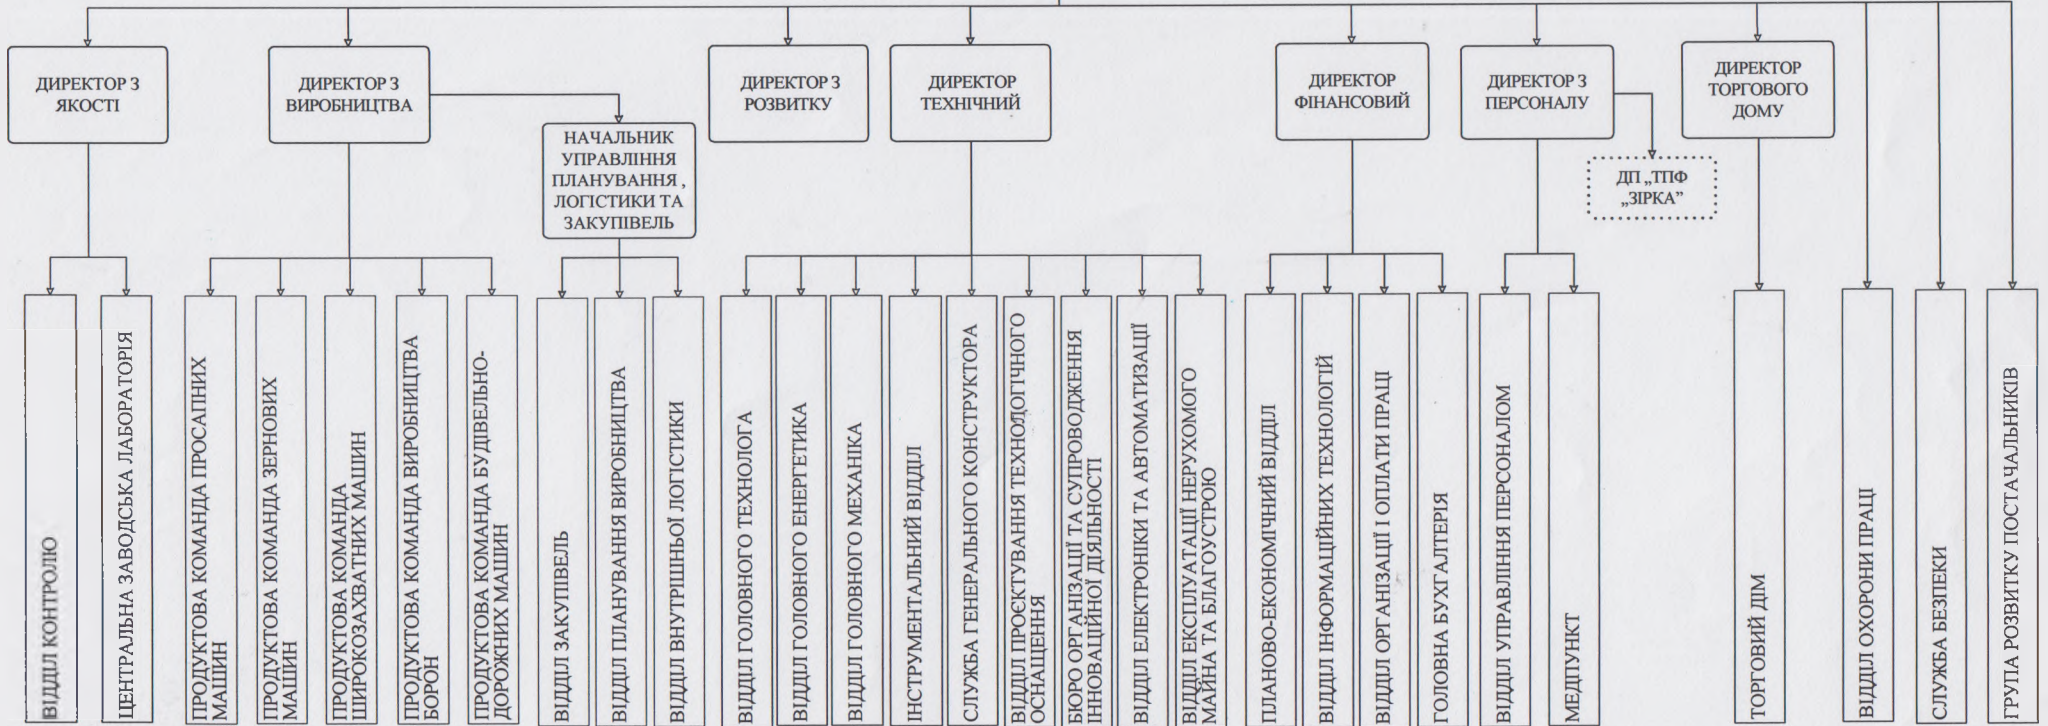 ДИРЕКТОР З
ЯКОСТІ
ДИРЕКТОР З
ВИРОБНИЦТВА
ДИРЕКТОР З
РОЗВИТКУ
ДИРЕКТОР
ТЕХНІЧНИЙ
ДИРЕКТОР
ФІНАНСОВИЙ
ДИРЕКТОР З
ПЕРСОНАЛУ
ДИРЕКТОР
ТОРГОВОГО
ДОМУ
НАЧАЛЬНИК
УПРАВЛІННЯ
ПЛАНУВАННЯ ,
ЛОГІСТИКИ ТА
ЗАКУПІВЕЛЬ
ДП „ТПФ
„ЗІРКА”
ВІДДІЛ КОНТРОЛЮ
ЦЕНТРАЛЬНА ЗАВОДСЬКА ЛАБОРАТОРІЯ
ПРОДУКТОВА КОМАНДА ПРОСАПНИХ
МАШИН
ПРОДУКТОВА КОМАНДА ЗЕРНОВИХ
МАШИН
ПРОДУКТОВА КОМАНДА
ШИРОКОЗАХВАТНИХ МАШИН
ПРОДУКТОВА КОМАНДА ВИРОБНИЦТВА
БОРОН
ПРОДУКТОВА КОМАНДА БУДІВЕЛЬНО-
ДОРОЖНИХ МАШИН
ВІДДІЛ ЗАКУПІВЕЛЬ
ВІДДІЛ ПЛАНУВАННЯ ВИРОБНИЦТВА
ВІДДІЛ ВНУТРІШНЬОЇ ЛОГІСТИКИ
ВІДДІЛ ГОЛОВНОГО ТЕХНОЛОГА
ВІДДІЛ ГОЛОВНОГО ЕНЕРГЕТИКА
ВІДДІЛ ГОЛОВНОГО МЕХАНІКА
ІНСТРУМЕНТАЛЬНИЙ ВІДДІЛ
СЛУЖБА ГЕНЕРАЛЬНОГО КОНСТРУКТОРА
ВІДДІЛ ПРОЄКТУВАННЯ ТЕХНОЛОГІЧНОГО
ОСНАЩЕННЯ
БЮРО ОРГАНІЗАЦІЇ ТА СУПРОВОДЖЕННЯ
ІННОВАЦІЙНОЇ ДІЯЛЬНОСТІ
ВІДДІЛ ЕЛЕКТРОНІКИ ТА АВТОМАТИЗАЦІЇ
ВІДДІЛ ЕКСПЛУАТАЦІЇ НЕРУХОМОГО
МАЙНА ТА БЛАГОУСТРОЮ
ПЛАНОВО-ЕКОНОМІЧНИЙ ВІДДІЛ
ВІДДІЛ ІНФОРМАЦІЙНИХ ТЕХНОЛОГІЙ
ВІДДІЛ ОРГАНІЗАЦІЇ І ОПЛАТИ ПРАЦІ
ГОЛОВНА БУХГАЛТЕРІЯ
ВІДДІЛ УПРАВЛІННЯ ПЕРСОНАЛОМ
МЕДПУНКТ
ТОРГОВИЙ ДІМ
ВІДДІЛ ОХОРОНИ ПРАЦІ
СЛУЖБА БЕЗПЕКИ
ГРУПА РОЗВИТКУ ПОСТАЧАЛЬНИКІВ